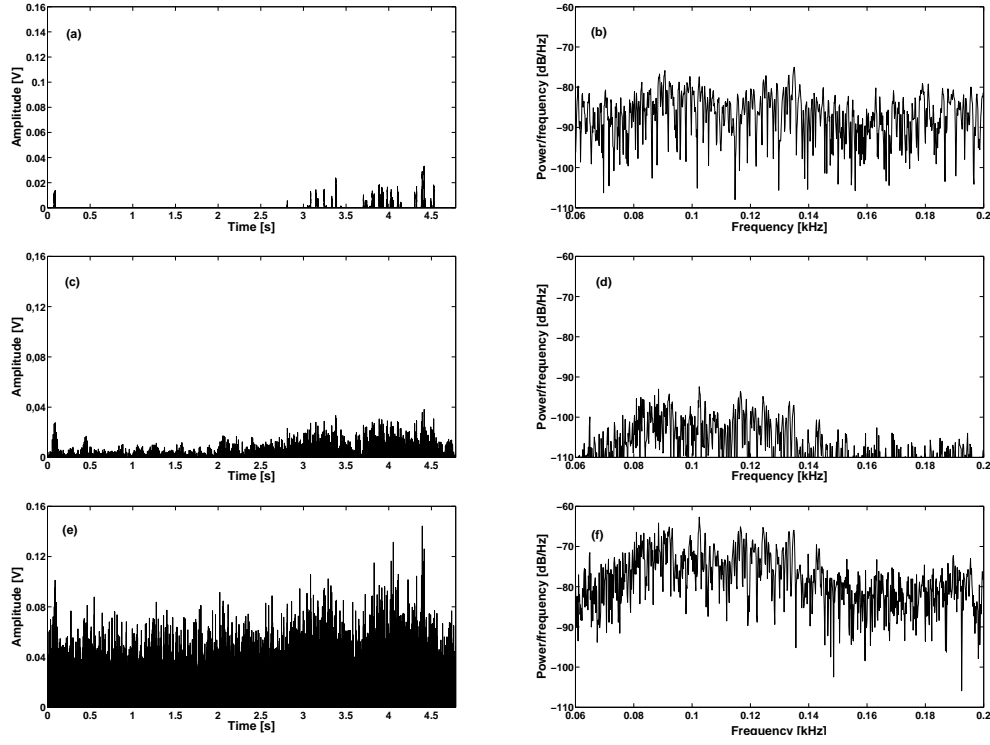 (a)
Amplitude [V]
0.16
0.14
0.12
0.1
0.08
0.06
0.04
0.02
0
0 0.5 1 1.5 2 2.5 3 3.5 4 4.5
Time [s]
(b)
Power/frequency [dB/Hz]
−60
−70
−80
−90
−100
−110
0.06 0.08 0.1 0.12 0.14 0.16 0.18 0.2
Frequency [kHz]
(c)
Amplitude [V]
0,16
0,12
0,08
0,04
0
0 0.5 1 1.5 2 2.5 3 3.5 4 4.5
Time [s]
(d)
Power/frequency [dB/Hz]
−60
−70
−80
−90
−100
−110
0.06 0.08 0.1 0.12 0.14 0.16 0.18 0.2
Frequency [kHz]
(e)
Amplitude [V]
0.16
0.12
0.08
0.04
0
0 0.5 1 1.5 2 2.5 3 3.5 4 4.5
Time [s]
(f)
Power/frequency [dB/Hz]
−60
−70
−80
−90
−100
−110
0.06 0.08 0.1 0.12 0.14 0.16 0.18 0.2
Frequency [kHz]